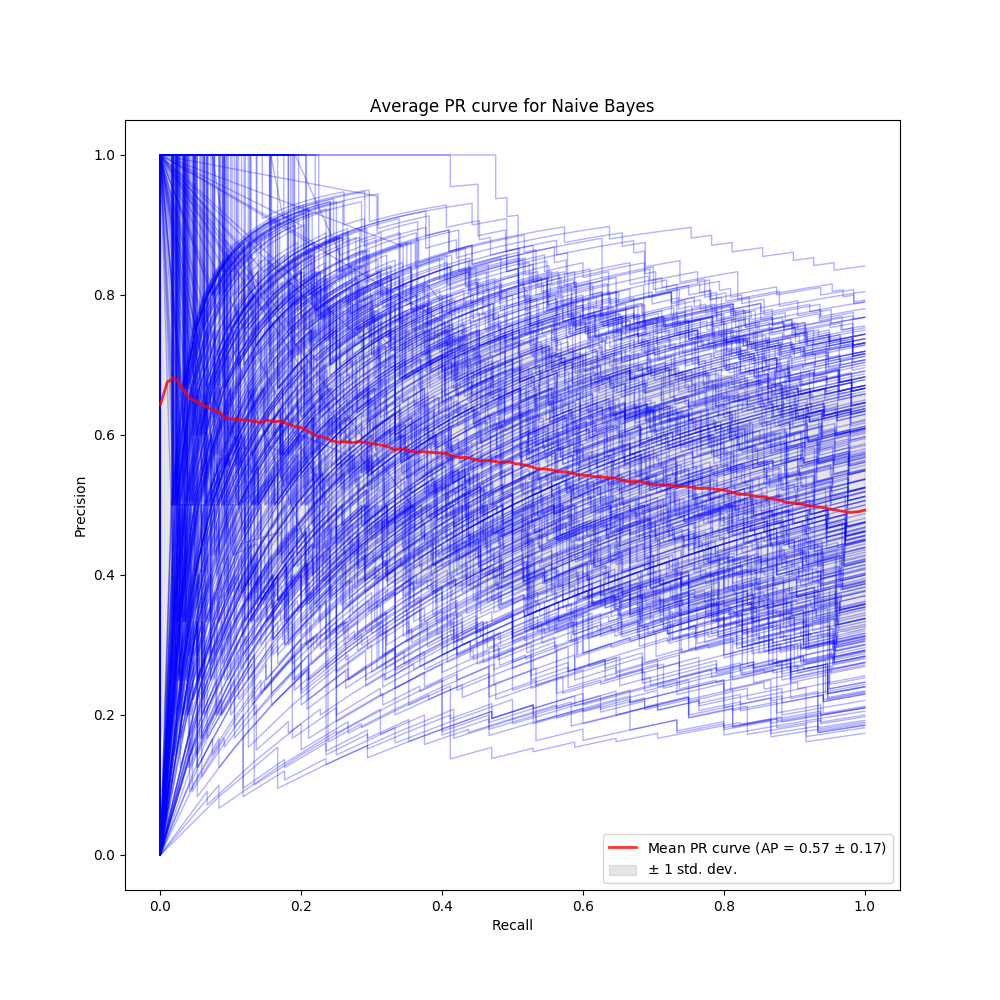 Average PR curve for Naive Bayes
1.0
0.8
0.6
0.4
0.2
0.0
Precision
0.0 0.2 0.4 0.6 0.8 1.0
Recall
Mean PR curve (AP = 0.57 ± 0.17)
± 1 std. dev.